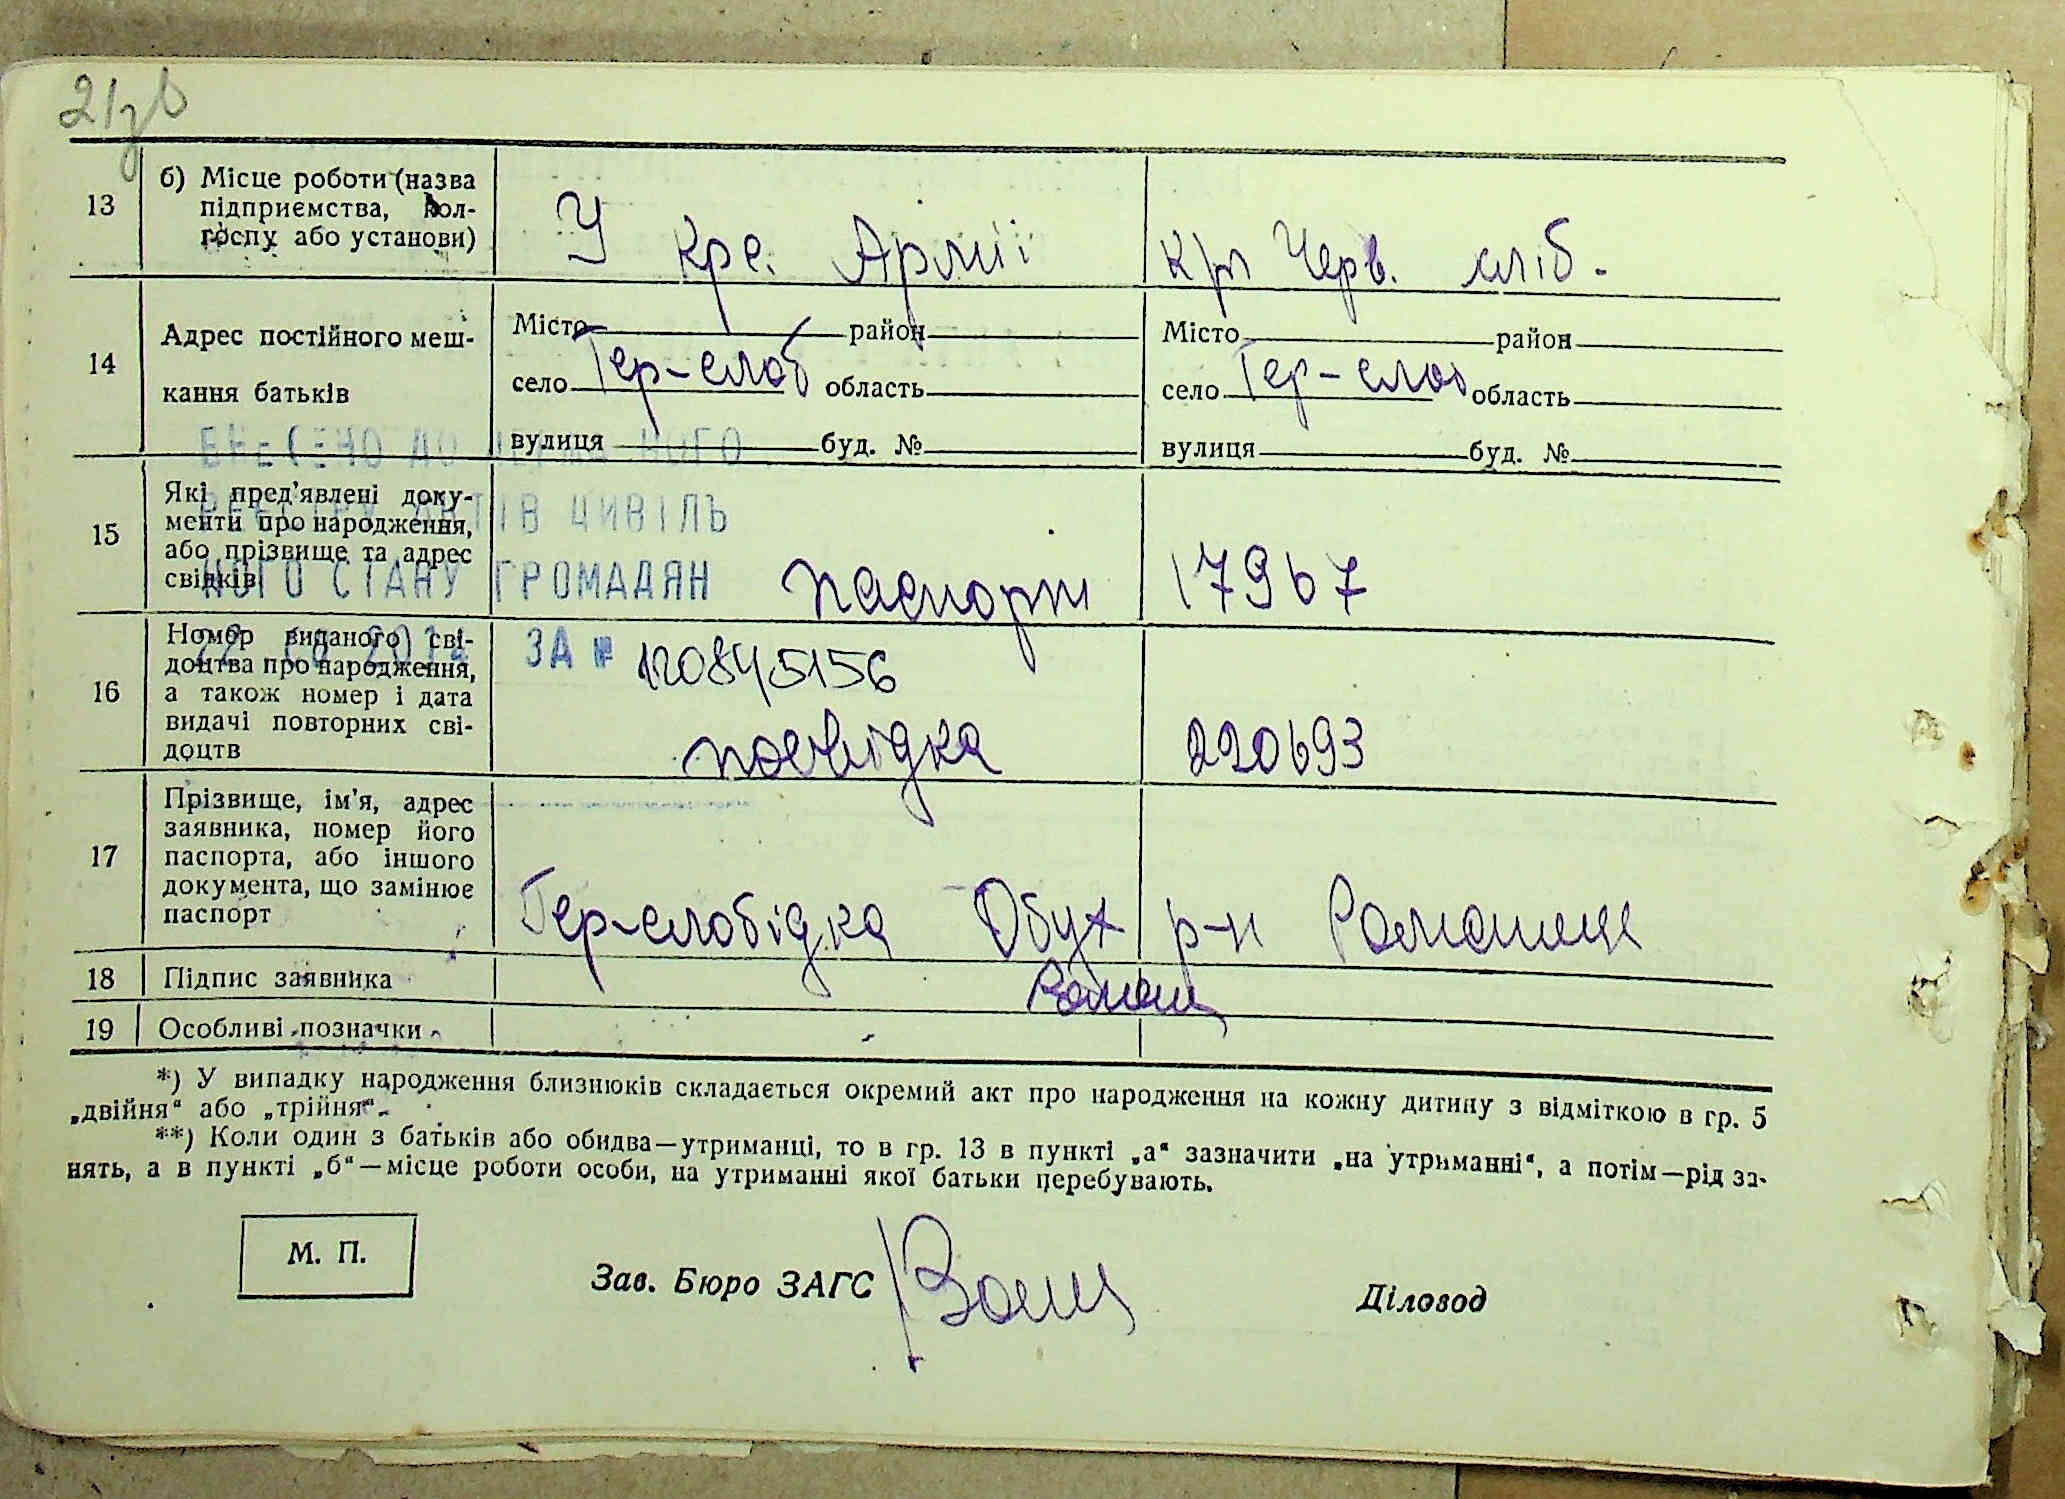 21зв
13
б) Місце роботи (назва
підприємства, кол-
госпу або установи)
У Крс. Армії
к/г Черв. хліб.
14
Адрес постійного меш-
кання батьків
Місто район
село Гер-слоб область
вулиця буд. №
Місто район
село Гер-слоб область
вулиця буд. №
ВНЕСЕНО ДО ДЕРЖАВНОГО
РЕЄСТРУ АКТІВ ЦИВІЛЬ
НОГО СТАНУ ГРОМАДЯН
ЗА № 120845156
15
Які пред'явлені доку-
менти про народження,
або прізвище та адрес
свідків
паспорт 17967
16
Номер виданого сві-
доцтва про народження,
а також номер і дата
видачі повторних сві-
доцтв
посвідка 220693
17
Прізвище, ім'я, адрес
заявника, номер його
паспорта, або іншого
документа, що замінює
паспорт
Гер-слобідка Обух р-н
18
Підпис заявника
19
Особливі позначки
*) У випадку народження близнюків складається окремий акт про народження на кожну дитину з відміткою в гр. 5
„двійня“ або „трійня“.
**) Коли один з батьків або обидва—утриманці, то в гр. 13 в пункті „а“ зазначити „на утриманні“, а потім—рід за-
нять, а в пункті „б“—місце роботи особи, на утриманні якої батьки перебувають.
М. П.
Зав. Бюро ЗАГС
Діловод